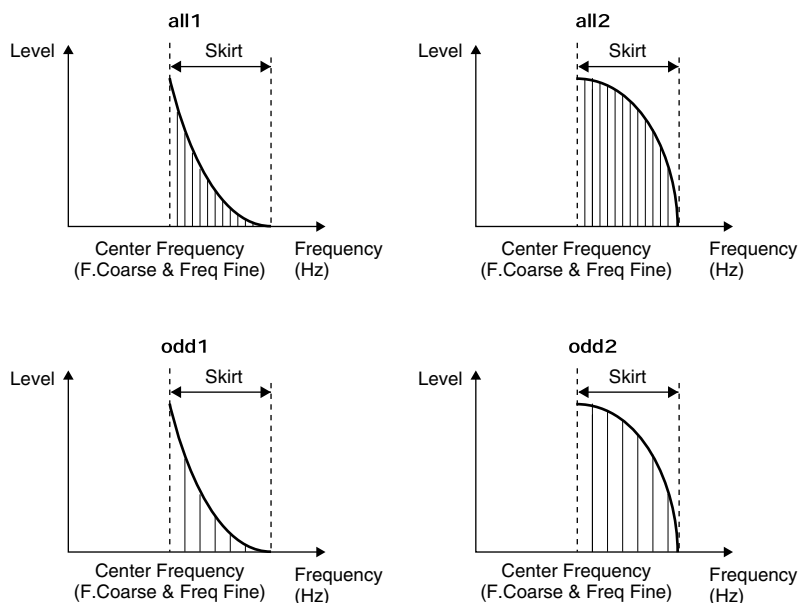 all1
Level
Skirt
Center Frequency
(F.Coarse & Freq Fine)
Frequency
(Hz)
all2
Level
Skirt
Center Frequency
(F.Coarse & Freq Fine)
Frequency
(Hz)
odd1
Level
Skirt
Center Frequency
(F.Coarse & Freq Fine)
Frequency
(Hz)
odd2
Level
Skirt
Center Frequency
(F.Coarse & Freq Fine)
Frequency
(Hz)